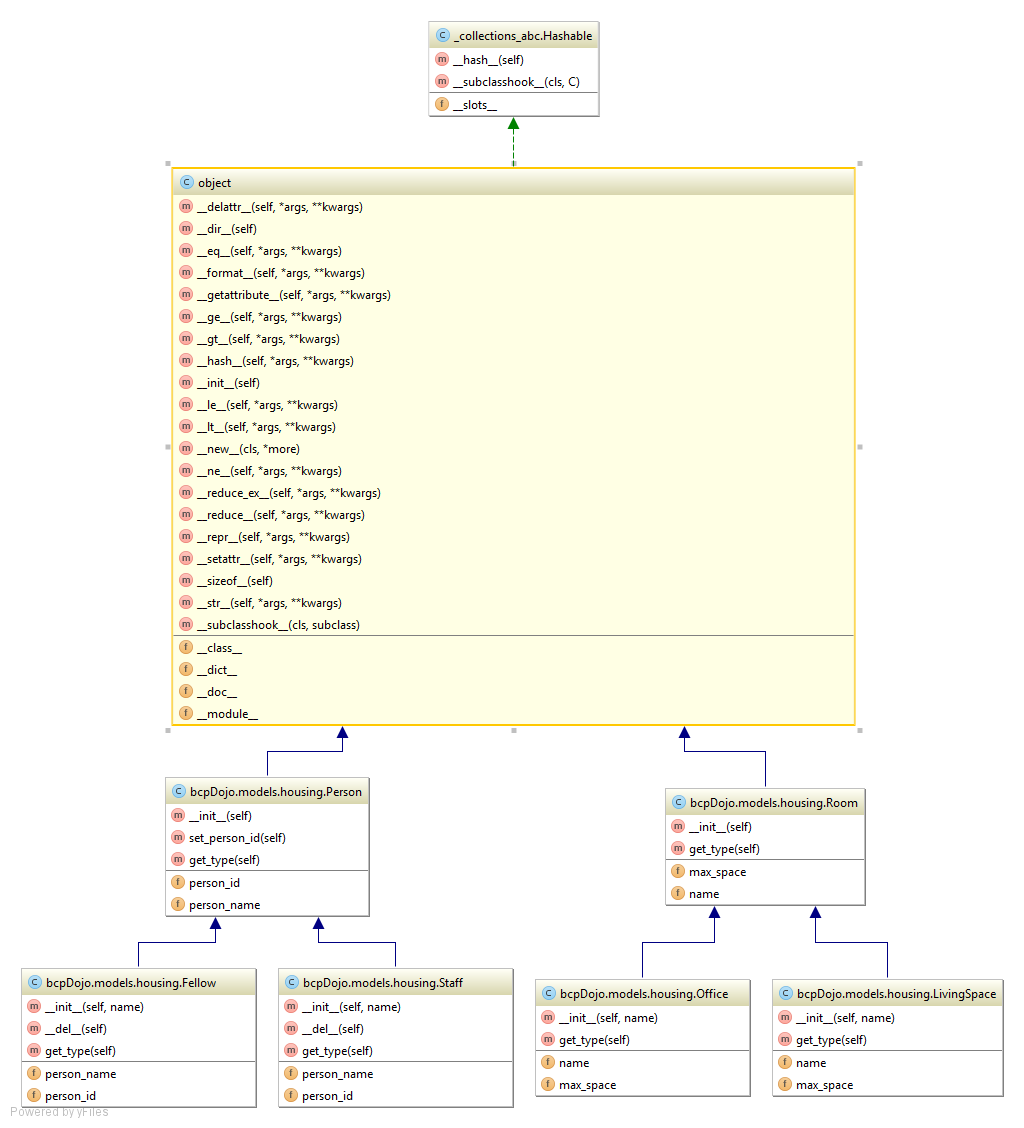 _collections_abc.Hashable
__hash__(self)
__subclasshook__(cls, C)
__slots__
object
__delattr__(self, *args, **kwargs)
__dir__(self)
__eq__(self, *args, **kwargs)
__format__(self, *args, **kwargs)
__getattribute__(self, *args, **kwargs)
__ge__(self, *args, **kwargs)
__gt__(self, *args, **kwargs)
__hash__(self, *args, **kwargs)
__init__(self)
__le__(self, *args, **kwargs)
__lt__(self, *args, **kwargs)
__new__(cls, *more)
__ne__(self, *args, **kwargs)
__reduce_ex__(self, *args, **kwargs)
__reduce__(self, *args, **kwargs)
__repr__(self, *args, **kwargs)
__setattr__(self, *args, **kwargs)
__sizeof__(self)
__str__(self, *args, **kwargs)
__subclasshook__(cls, subclass)
__class__
__dict__
__doc__
__module__
bcpDojo.models.housing.Person
__init__(self)
set_person_id(self)
get_type(self)
person_id
person_name
bcpDojo.models.housing.Room
__init__(self)
get_type(self)
max_space
name
bcpDojo.models.housing.Fellow
__init__(self, name)
__del__(self)
get_type(self)
person_name
person_id
bcpDojo.models.housing.Staff
__init__(self, name)
__del__(self)
get_type(self)
person_name
person_id
bcpDojo.models.housing.Office
__init__(self, name)
get_type(self)
name
max_space
bcpDojo.models.housing.LivingSpace
__init__(self, name)
get_type(self)
name
max_space
Powered by yFiles